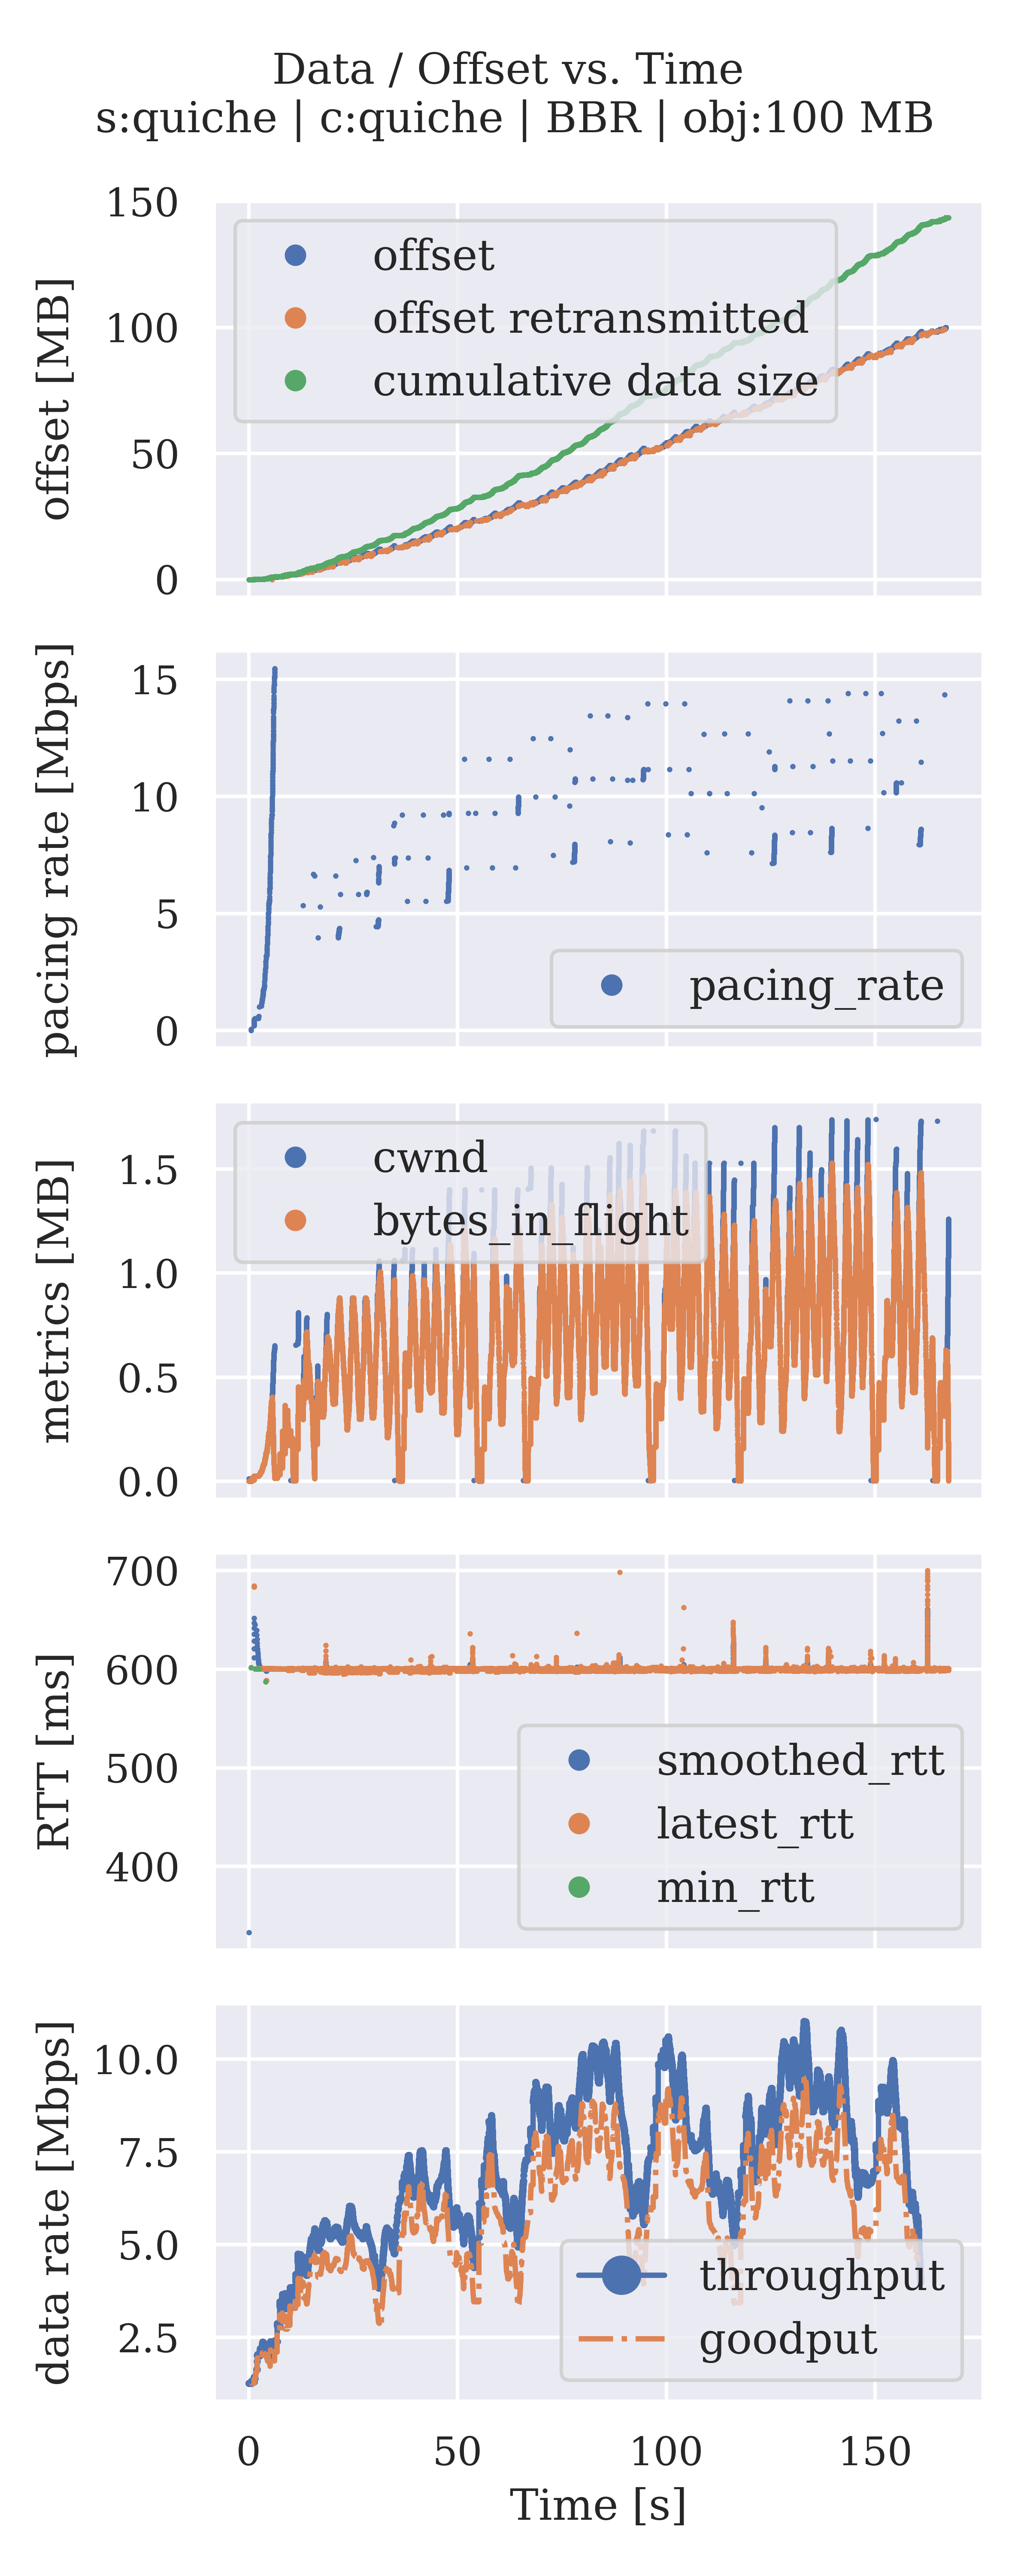 Data / Offset vs. Time
s:quiche | c:quiche | BBR | obj:100 MB
150
100
50
0
offset [MB]
offset
offset retransmitted
cumulative data size
15
10
5
0
pacing rate [Mbps]
pacing_rate
1.5
1.0
0.5
0.0
metrics [MB]
cwnd
bytes_in_flight
700
600
500
400
RTT [ms]
smoothed_rtt
latest_rtt
min_rtt
10.0
7.5
5.0
2.5
data rate [Mbps]
throughput
goodput
0 50 100 150
Time [s]